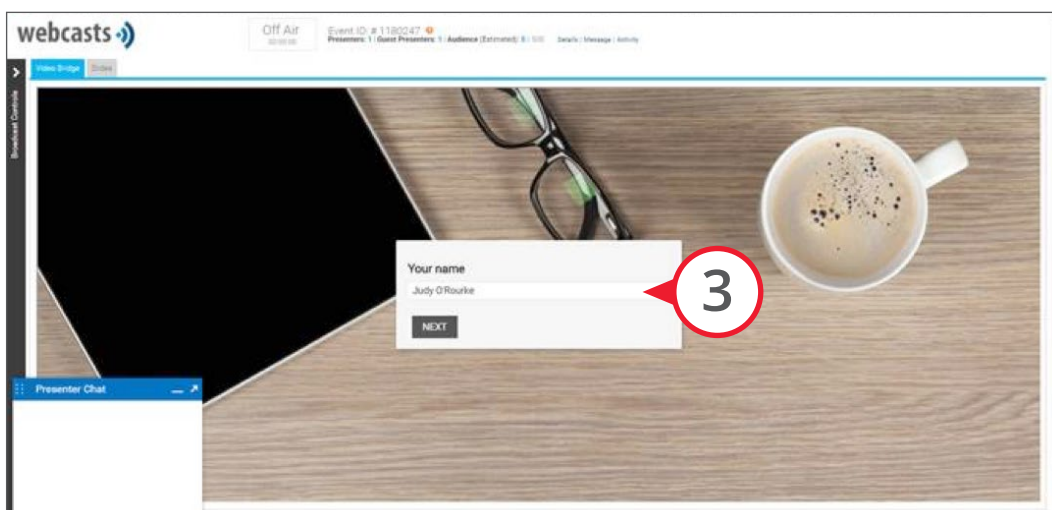 webcasts
Off Air
00:00:00
Event ID: # 1180247
Presenters: 1 | Guest Presenters: 1 | Audience (Estimated): 0 /
Details | Message | Activity
Video Bridge
Slides
Broadcast Controls
Your name
Judy O'Rourke
3
NEXT
Presenter Chat